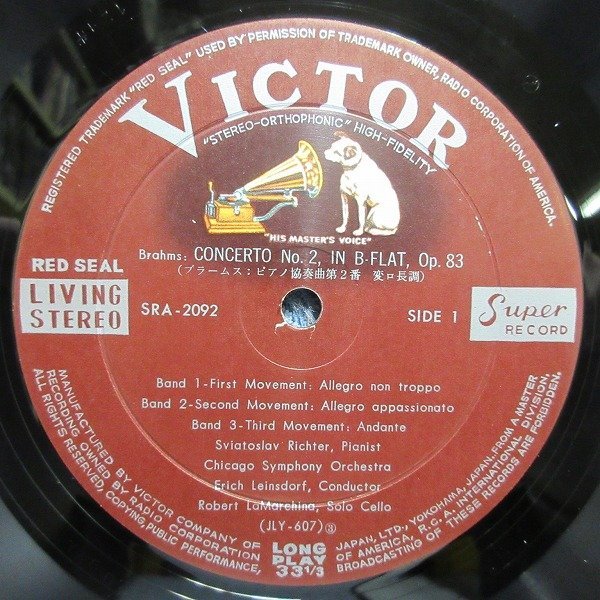 REGISTERED TRADEMARK "RED SEAL" USED BY PERMISSION OF TRADEMARK OWNER, RADIO CORPORATION OF AMERICA.
VICTOR
"STEREO-ORTHOPHONIC" HIGH-FIDELITY
"HIS MASTER'S VOICE"
Brahms: CONCERTO No. 2, IN B-FLAT, Op. 83
(ブラームス:ピアノ協奏曲第2番 変ロ長調)
RED SEAL
LIVING STEREO
SRA-2092
SIDE 1
Super RECORD
Band 1-First Movement: Allegro non troppo
Band 2-Second Movement: Allegro appassionato
Band 3-Third Movement: Andante
Sviatoslav Richter, Pianist
Chicago Symphony Orchestra
Erich Leinsdorf, Conductor
Robert LaMarchina, Solo Cello
(JLY-607) ③
LONG PLAY 33 1/3
MANUFACTURED BY VICTOR COMPANY OF JAPAN, LTD., YOKOHAMA, JAPAN. FROM A MASTER
RECORDING OWNED BY RADIO CORPORATION OF AMERICA, R.C.A. INTERNATIONAL DIVISION.
ALL RIGHTS RESERVED, COPYING PUBLIC PERFORMANCE, BROADCASTING OF THESE RECORDS ARE FORBIDDEN.